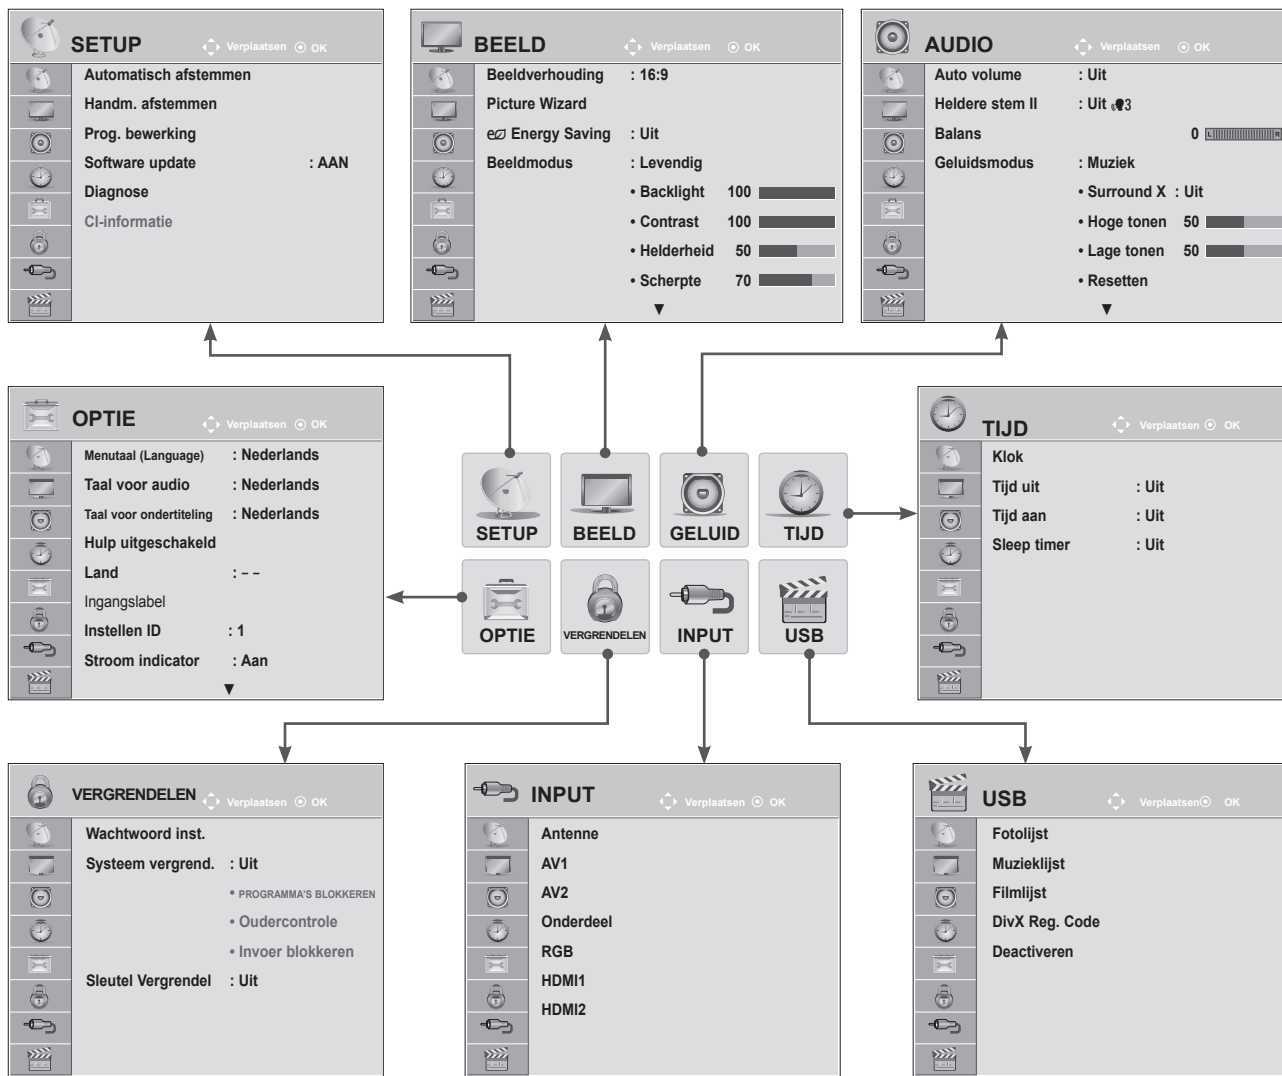 SETUP
Verplaatsen OK
Automatisch afstemmen
Handm. afstemmen
Prog. bewerking
Software update : AAN
Diagnose
CI-informatie
BEELD
Verplaatsen OK
Beeldverhouding : 16:9
Picture Wizard
Energy Saving : Uit
Beeldmodus : Levendig
• Backlight 100
• Contrast 100
• Helderheid 50
• Scherpte 70
▼
AUDIO
Verplaatsen OK
Auto volume : Uit
Heldere stem II : Uit 3
Balans 0 L R
Geluidsmodus : Muziek
• Surround X : Uit
• Hoge tonen 50
• Lage tonen 50
• Resetten
▼
OPTIE
Verplaatsen OK
Menutaal (Language) : Nederlands
Taal voor audio : Nederlands
Taal voor ondertiteling : Nederlands
Hulp uitgeschakeld
Land : – –
Ingangslabel
Instellen ID : 1
Stroom indicator : Aan
▼
SETUP
BEELD
GELUID
TIJD
OPTIE
VERGRENDELEN
INPUT
USB
TIJD
Verplaatsen OK
Klok
Tijd uit : Uit
Tijd aan : Uit
Sleep timer : Uit
VERGRENDELEN
Verplaatsen OK
Wachtwoord inst.
Systeem vergrend. : Uit
• PROGRAMMA'S BLOKKEREN
• Oudercontrole
• Invoer blokkeren
Sleutel Vergrendel : Uit
INPUT
Verplaatsen OK
Antenne
AV1
AV2
Onderdeel
RGB
HDMI1
HDMI2
USB
Verplaatsen OK
Fotolijst
Muzieklijst
Filmlijst
DivX Reg. Code
Deactiveren